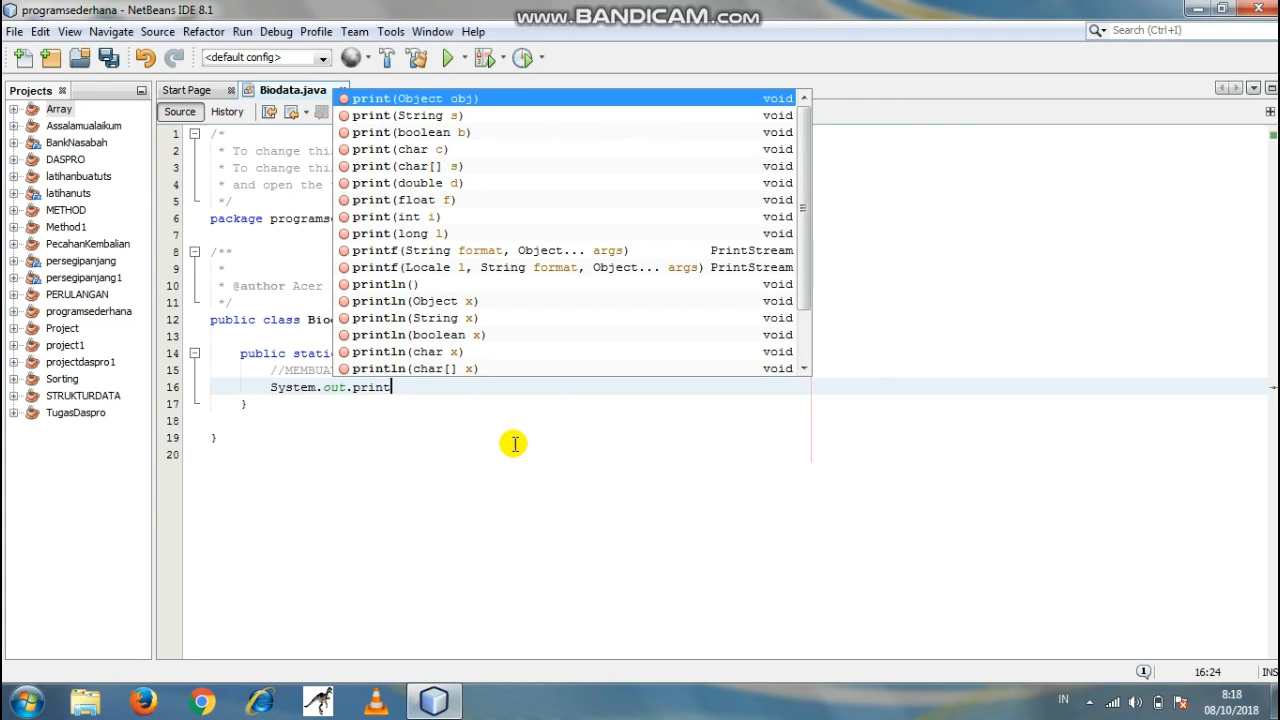 programsederhana - NetBeans IDE 8.1
www.BANDICAM.com
File Edit View Navigate Source Refactor Run Debug Profile Team Tools Window Help
Search (Ctrl+I)
<default config>
Projects
Start Page
Biodata.java
Source
History
Array
Assalamualaikum
BankNasabah
DASPRO
latihanbuatuts
latihanuts
METHOD
Method1
PecahanKembalian
persegipanjang
persegipanjang1
PERULANGAN
programsederhana
Project
project1
projectdaspro1
Sorting
STRUKTURDATA
TugasDaspro
1 /*
2 * To change thi
3 * To change thi
4 * and open the
5 */
6 package programs
7
8 /**
9 *
10 * @author Acer
11 */
12 public class Bio
13
14 public stati
15 //MEMBUA
16 System.out.print
17 }
18
19 }
20
print(Object obj) void
print(String s) void
print(boolean b) void
print(char c) void
print(char[] s) void
print(double d) void
print(float f) void
print(int i) void
print(long l) void
printf(String format, Object... args) PrintStream
printf(Locale l, String format, Object... args) PrintStream
println() void
println(Object x) void
println(String x) void
println(boolean x) void
println(char x) void
println(char[] x) void
1
16:24
INS
IN
8:18
08/10/2018